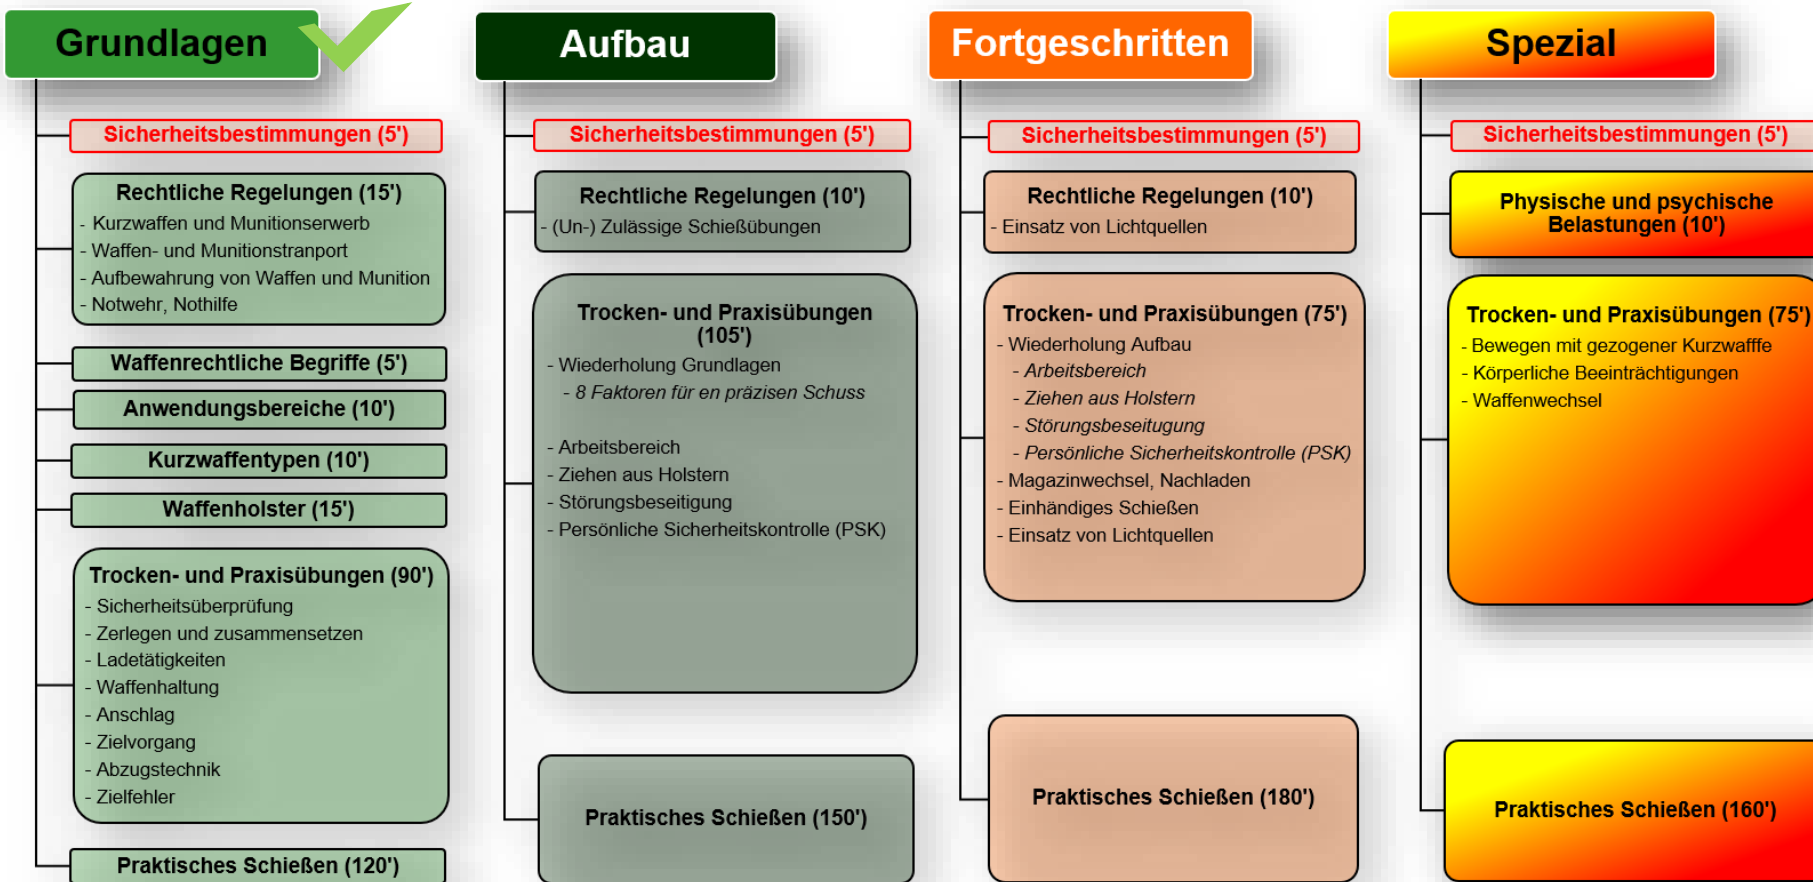 Grundlagen
Sicherheitsbestimmungen (5')
Rechtliche Regelungen (15')
- Kurzwaffen und Munitionserwerb
- Waffen- und Munitionstranport
- Aufbewahrung von Waffen und Munition
- Notwehr, Nothilfe
Waffenrechtliche Begriffe (5')
Anwendungsbereiche (10')
Kurzwaffentypen (10')
Waffenholster (15')
Trocken- und Praxisübungen (90')
- Sicherheitsüberprüfung
- Zerlegen und zusammensetzen
- Ladetätigkeiten
- Waffenhaltung
- Anschlag
- Zielvorgang
- Abzugstechnik
- Zielfehler
Praktisches Schießen (120')
Aufbau
Sicherheitsbestimmungen (5')
Rechtliche Regelungen (10')
- (Un-) Zulässige Schießübungen
Trocken- und Praxisübungen
(105')
- Wiederholung Grundlagen
- 8 Faktoren für en präzisen Schuss
- Arbeitsbereich
- Ziehen aus Holstern
- Störungsbeseitigung
- Persönliche Sicherheitskontrolle (PSK)
Praktisches Schießen (150')
Fortgeschritten
Sicherheitsbestimmungen (5')
Rechtliche Regelungen (10')
- Einsatz von Lichtquellen
Trocken- und Praxisübungen (75')
- Wiederholung Aufbau
- Arbeitsbereich
- Ziehen aus Holstern
- Störungsbeseitugung
- Persönliche Sicherheitskontrolle (PSK)
- Magazinwechsel, Nachladen
- Einhändiges Schießen
- Einsatz von Lichtquellen
Praktisches Schießen (180')
Spezial
Sicherheitsbestimmungen (5')
Physische und psychische
Belastungen (10')
Trocken- und Praxisübungen (75')
- Bewegen mit gezogener Kurzwafffe
- Körperliche Beeinträchtigungen
- Waffenwechsel
Praktisches Schießen (160')